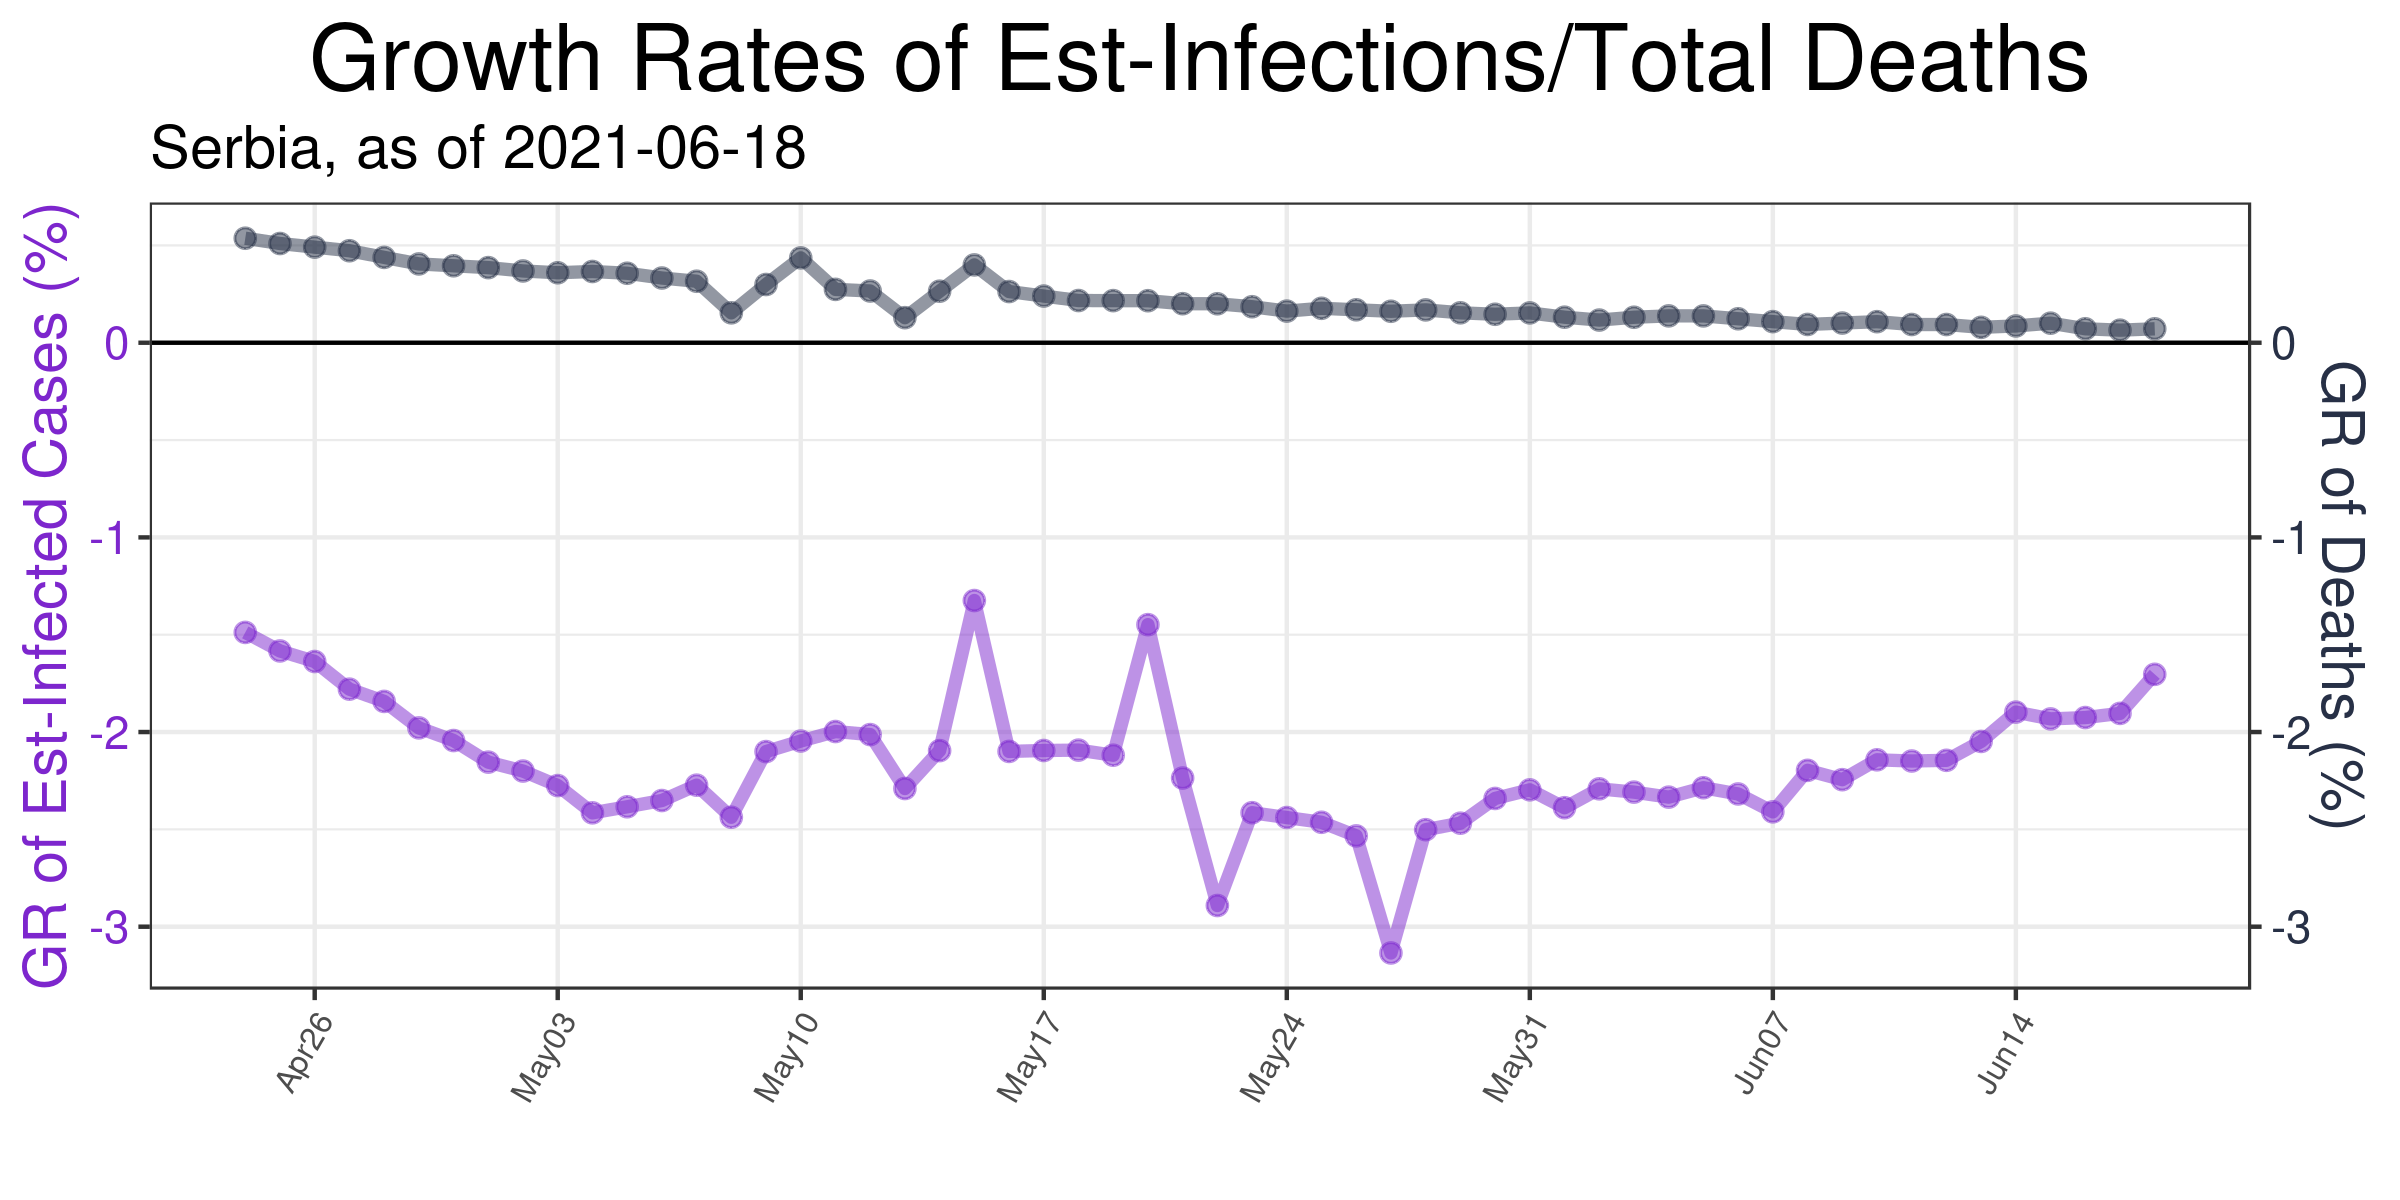 Growth Rates of Est-Infections/Total Deaths
Serbia, as of 2021-06-18
GR of Est-Infected Cases (%)
0
-1
-2
-3
0
-1
-2
-3
GR of Deaths (%)
Apr26
May03
May10
May17
May24
May31
Jun07
Jun14